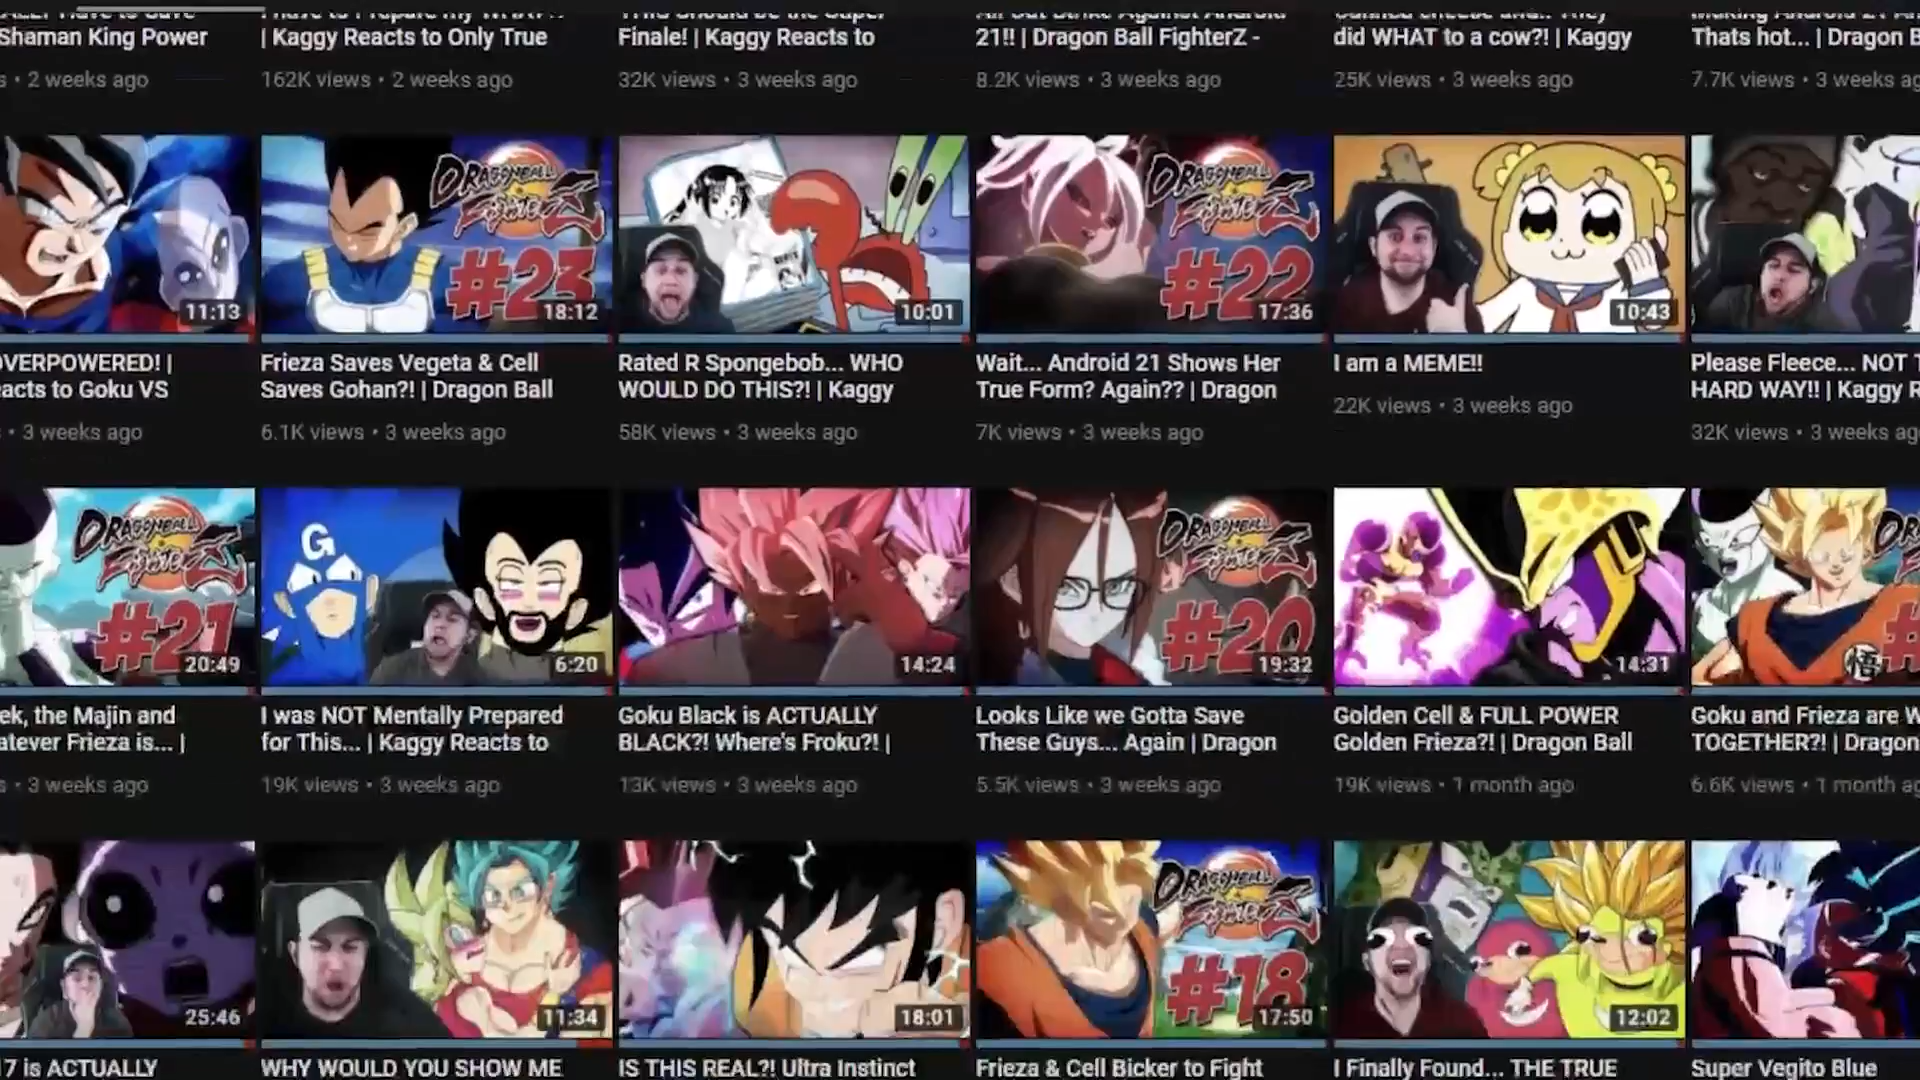 Shaman King Power
| Kaggy Reacts to Only True
Finale! | Kaggy Reacts to
21!! | Dragon Ball FighterZ -
did WHAT to a cow?! | Kaggy
Thats hot... | Dragon B
s • 2 weeks ago
162K views • 2 weeks ago
32K views • 3 weeks ago
8.2K views • 3 weeks ago
25K views • 3 weeks ago
7.7K views • 3 weeks ago
11:13
DRAGONBALL
FighterZ
#23
18:12
10:01
DRAGONBALL
FighterZ
#22
17:36
10:43
OVERPOWERED! |
eacts to Goku VS
• 3 weeks ago
Frieza Saves Vegeta & Cell
Saves Gohan?! | Dragon Ball
6.1K views • 3 weeks ago
Rated R Spongebob... WHO
WOULD DO THIS?! | Kaggy
58K views • 3 weeks ago
Wait... Android 21 Shows Her
True Form? Again?? | Dragon
7K views • 3 weeks ago
I am a MEME!!
22K views • 3 weeks ago
Please Fleece... NOT T
HARD WAY!! | Kaggy R
32K views • 3 weeks ag
DRAGONBALL
FighterZ
#21
20:49
G
6:20
14:24
DRAGONBALL
FighterZ
#20
19:32
14:31
悟
#
ek, the Majin and
atever Frieza is... |
s • 3 weeks ago
I was NOT Mentally Prepared
for This... | Kaggy Reacts to
19K views • 3 weeks ago
Goku Black is ACTUALLY
BLACK?! Where's Froku?! |
13K views • 3 weeks ago
Looks Like we Gotta Save
These Guys... Again | Dragon
5.5K views • 3 weeks ago
Golden Cell & FULL POWER
Golden Frieza?! | Dragon Ball
19K views • 1 month ago
Goku and Frieza are W
TOGETHER?! | Dragon
6.6K views • 1 month ag
25:46
11:34
18:01
DRAGONBALL
FighterZ
#18
17:50
12:02
17 is ACTUALLY
WHY WOULD YOU SHOW ME
IS THIS REAL?! Ultra Instinct
Frieza & Cell Bicker to Fight
I Finally Found... THE TRUE
Super Vegito Blue